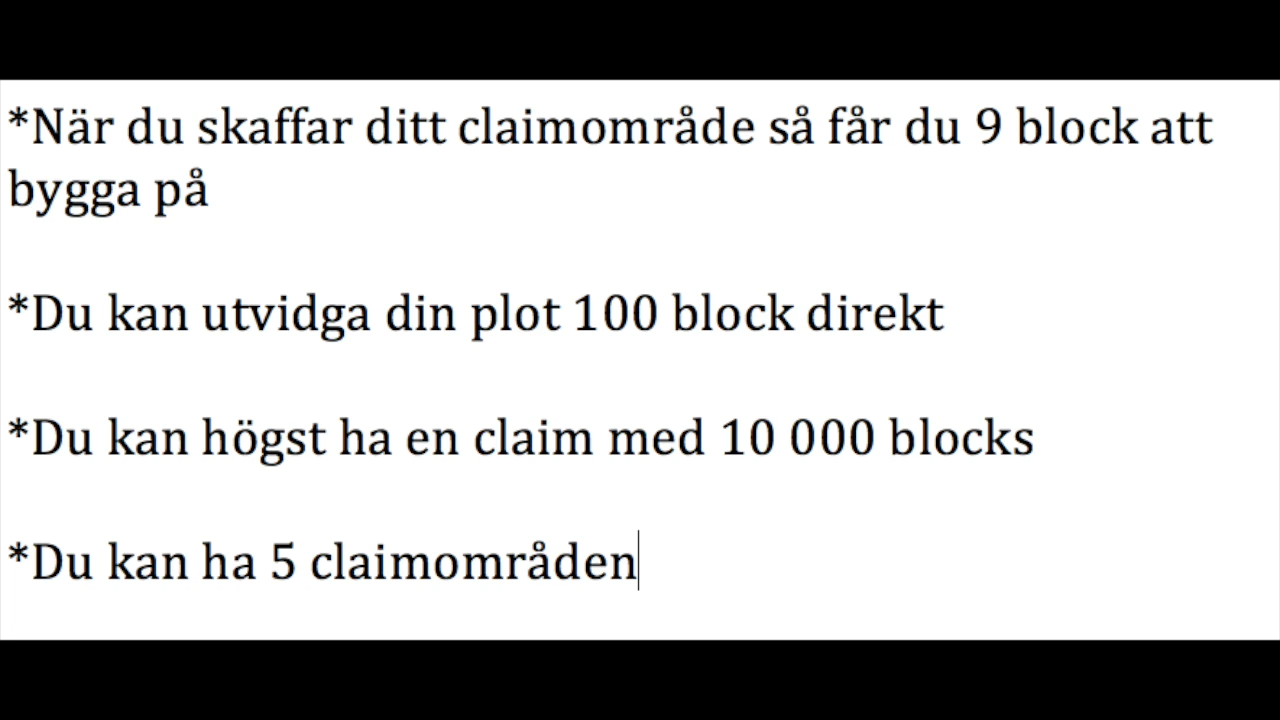 *När du skaffar ditt claimområde så får du 9 block att
bygga på
*Du kan utvidga din plot 100 block direkt
*Du kan högst ha en claim med 10 000 blocks
*Du kan ha 5 claimområden